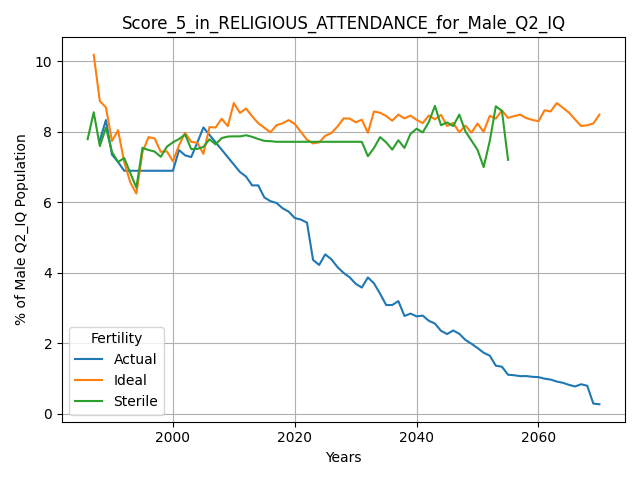 Score_5_in_RELIGIOUS_ATTENDANCE_for_Male_Q2_IQ
% of Male Q2_IQ Population
10
8
6
4
2
0
Fertility
Actual
Ideal
Sterile
2000
2020
2040
2060
Years